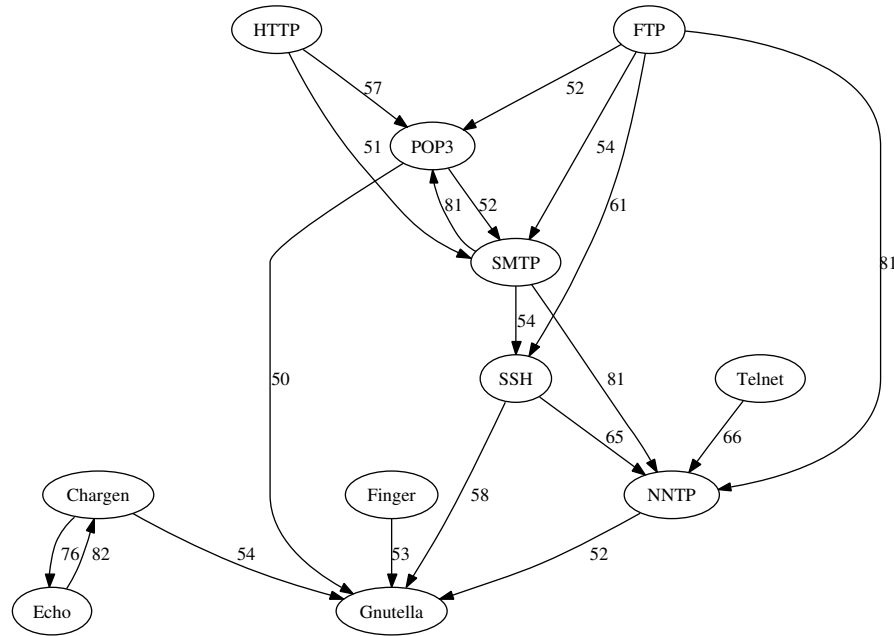 HTTP
FTP
57
52
51
POP3
54
81
52
61
SMTP
81
54
50
SSH
81
Telnet
65
66
Chargen
Finger
58
NNTP
76
82
54
53
52
Echo
Gnutella